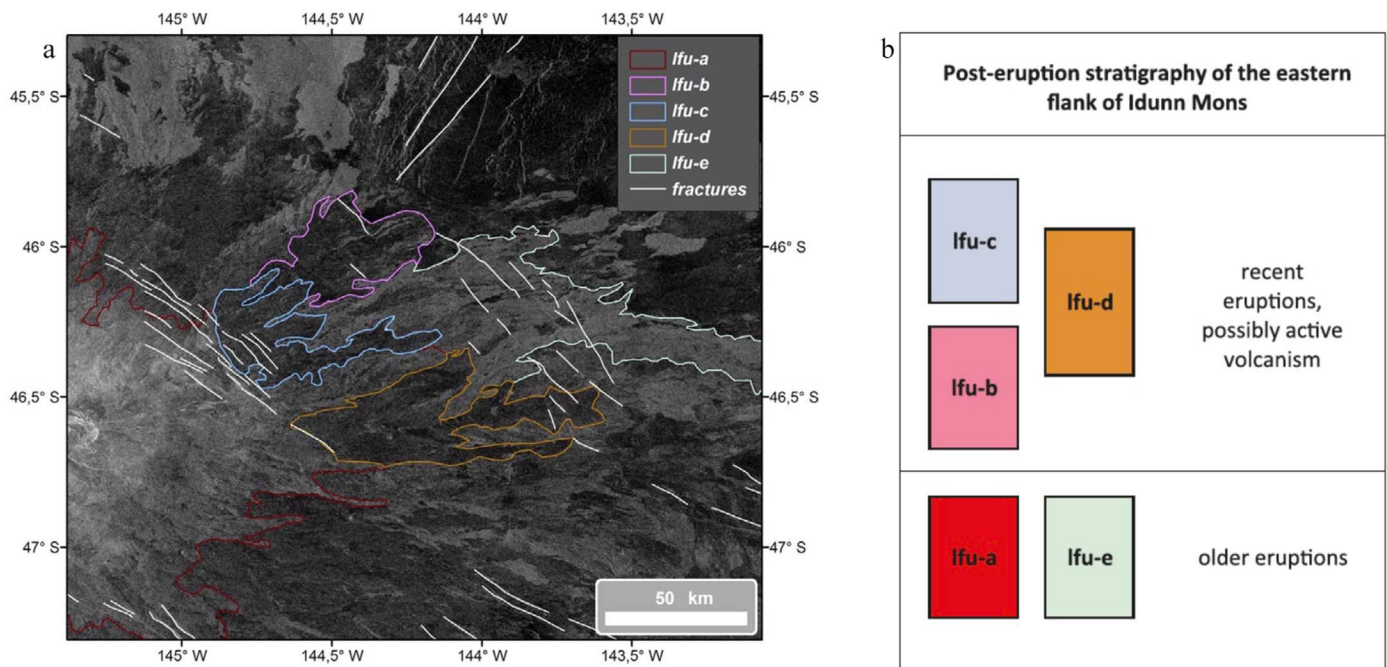 a
145° W 144,5° W 144° W 143,5° W
lfu-a
lfu-b
lfu-c
lfu-d
lfu-e
fractures
45,5° S 45,5° S
46° S 46° S
46,5° S 46,5° S
47° S 47° S
50 km
145° W 144,5° W 144° W 143,5° W
b
Post-eruption stratigraphy of the eastern
flank of Idunn Mons
lfu-c
lfu-d
lfu-b
recent
eruptions,
possibly active
volcanism
lfu-a
lfu-e
older eruptions